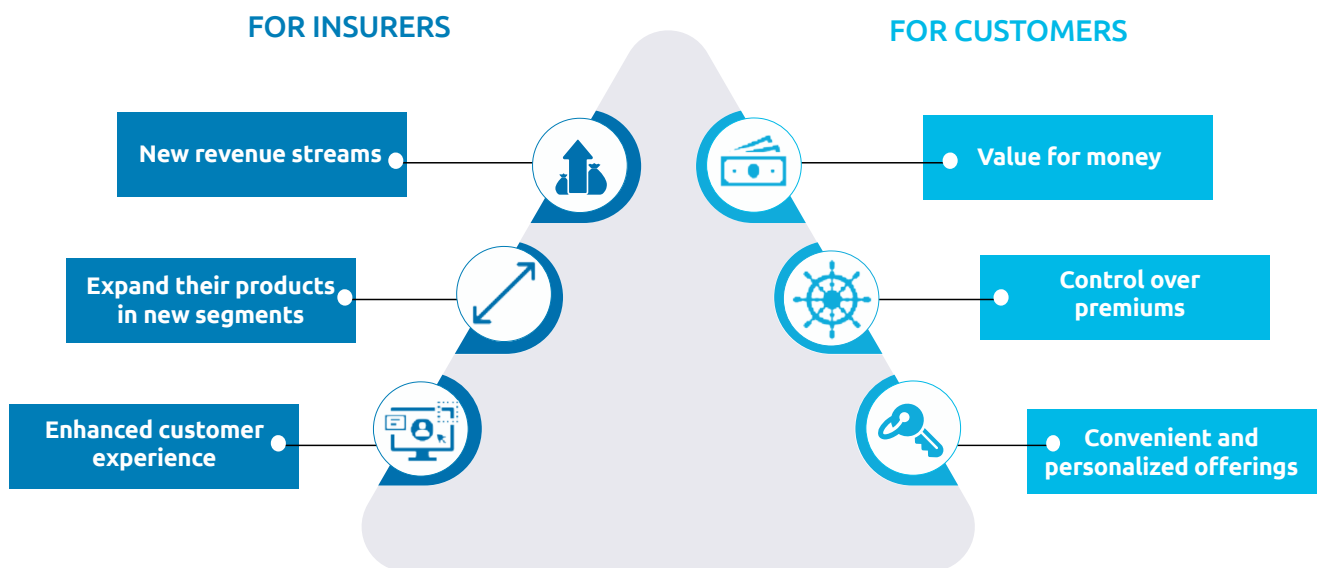 FOR INSURERS
New revenue streams
Expand their products
in new segments
Enhanced customer
experience
FOR CUSTOMERS
Value for money
Control over
premiums
Convenient and
personalized offerings